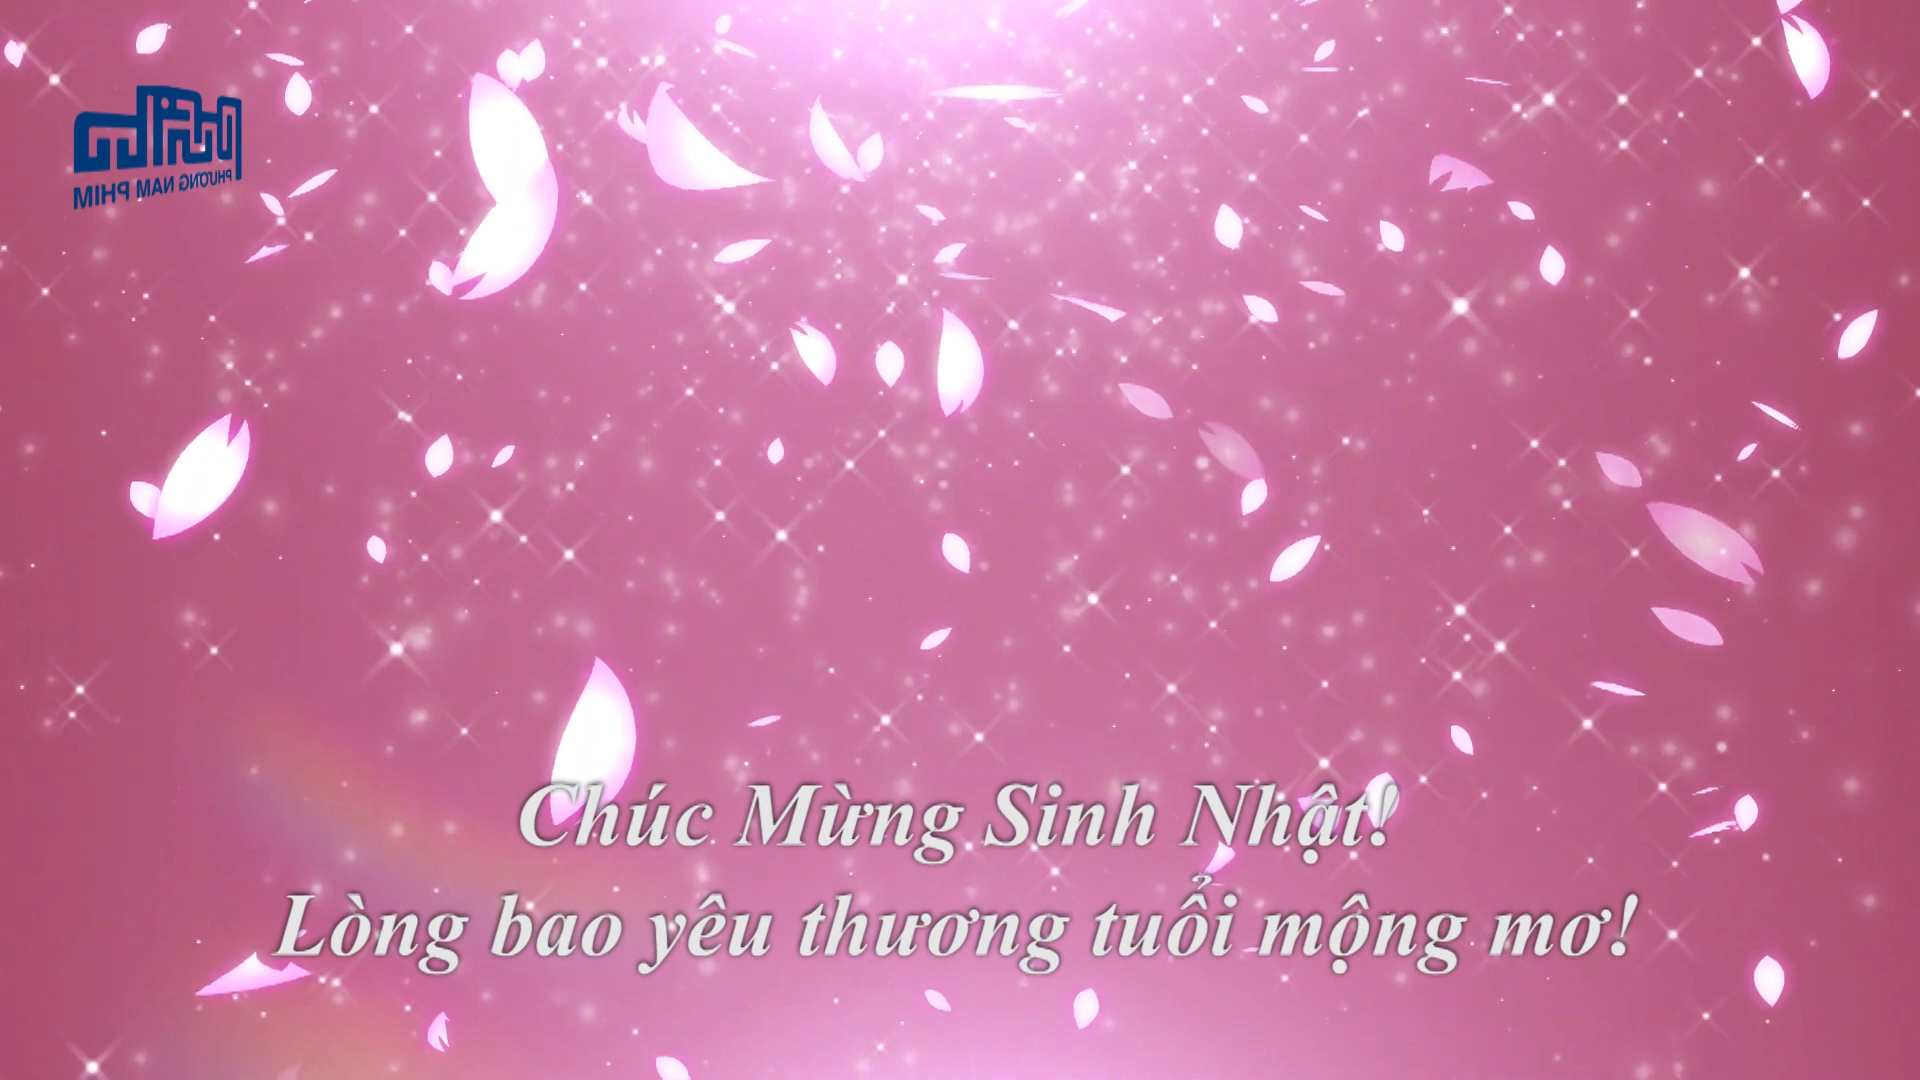 PHƯƠNG NAM PHIM
Chúc Mừng Sinh Nhật!
Lòng bao yêu thương tuổi mộng mơ!